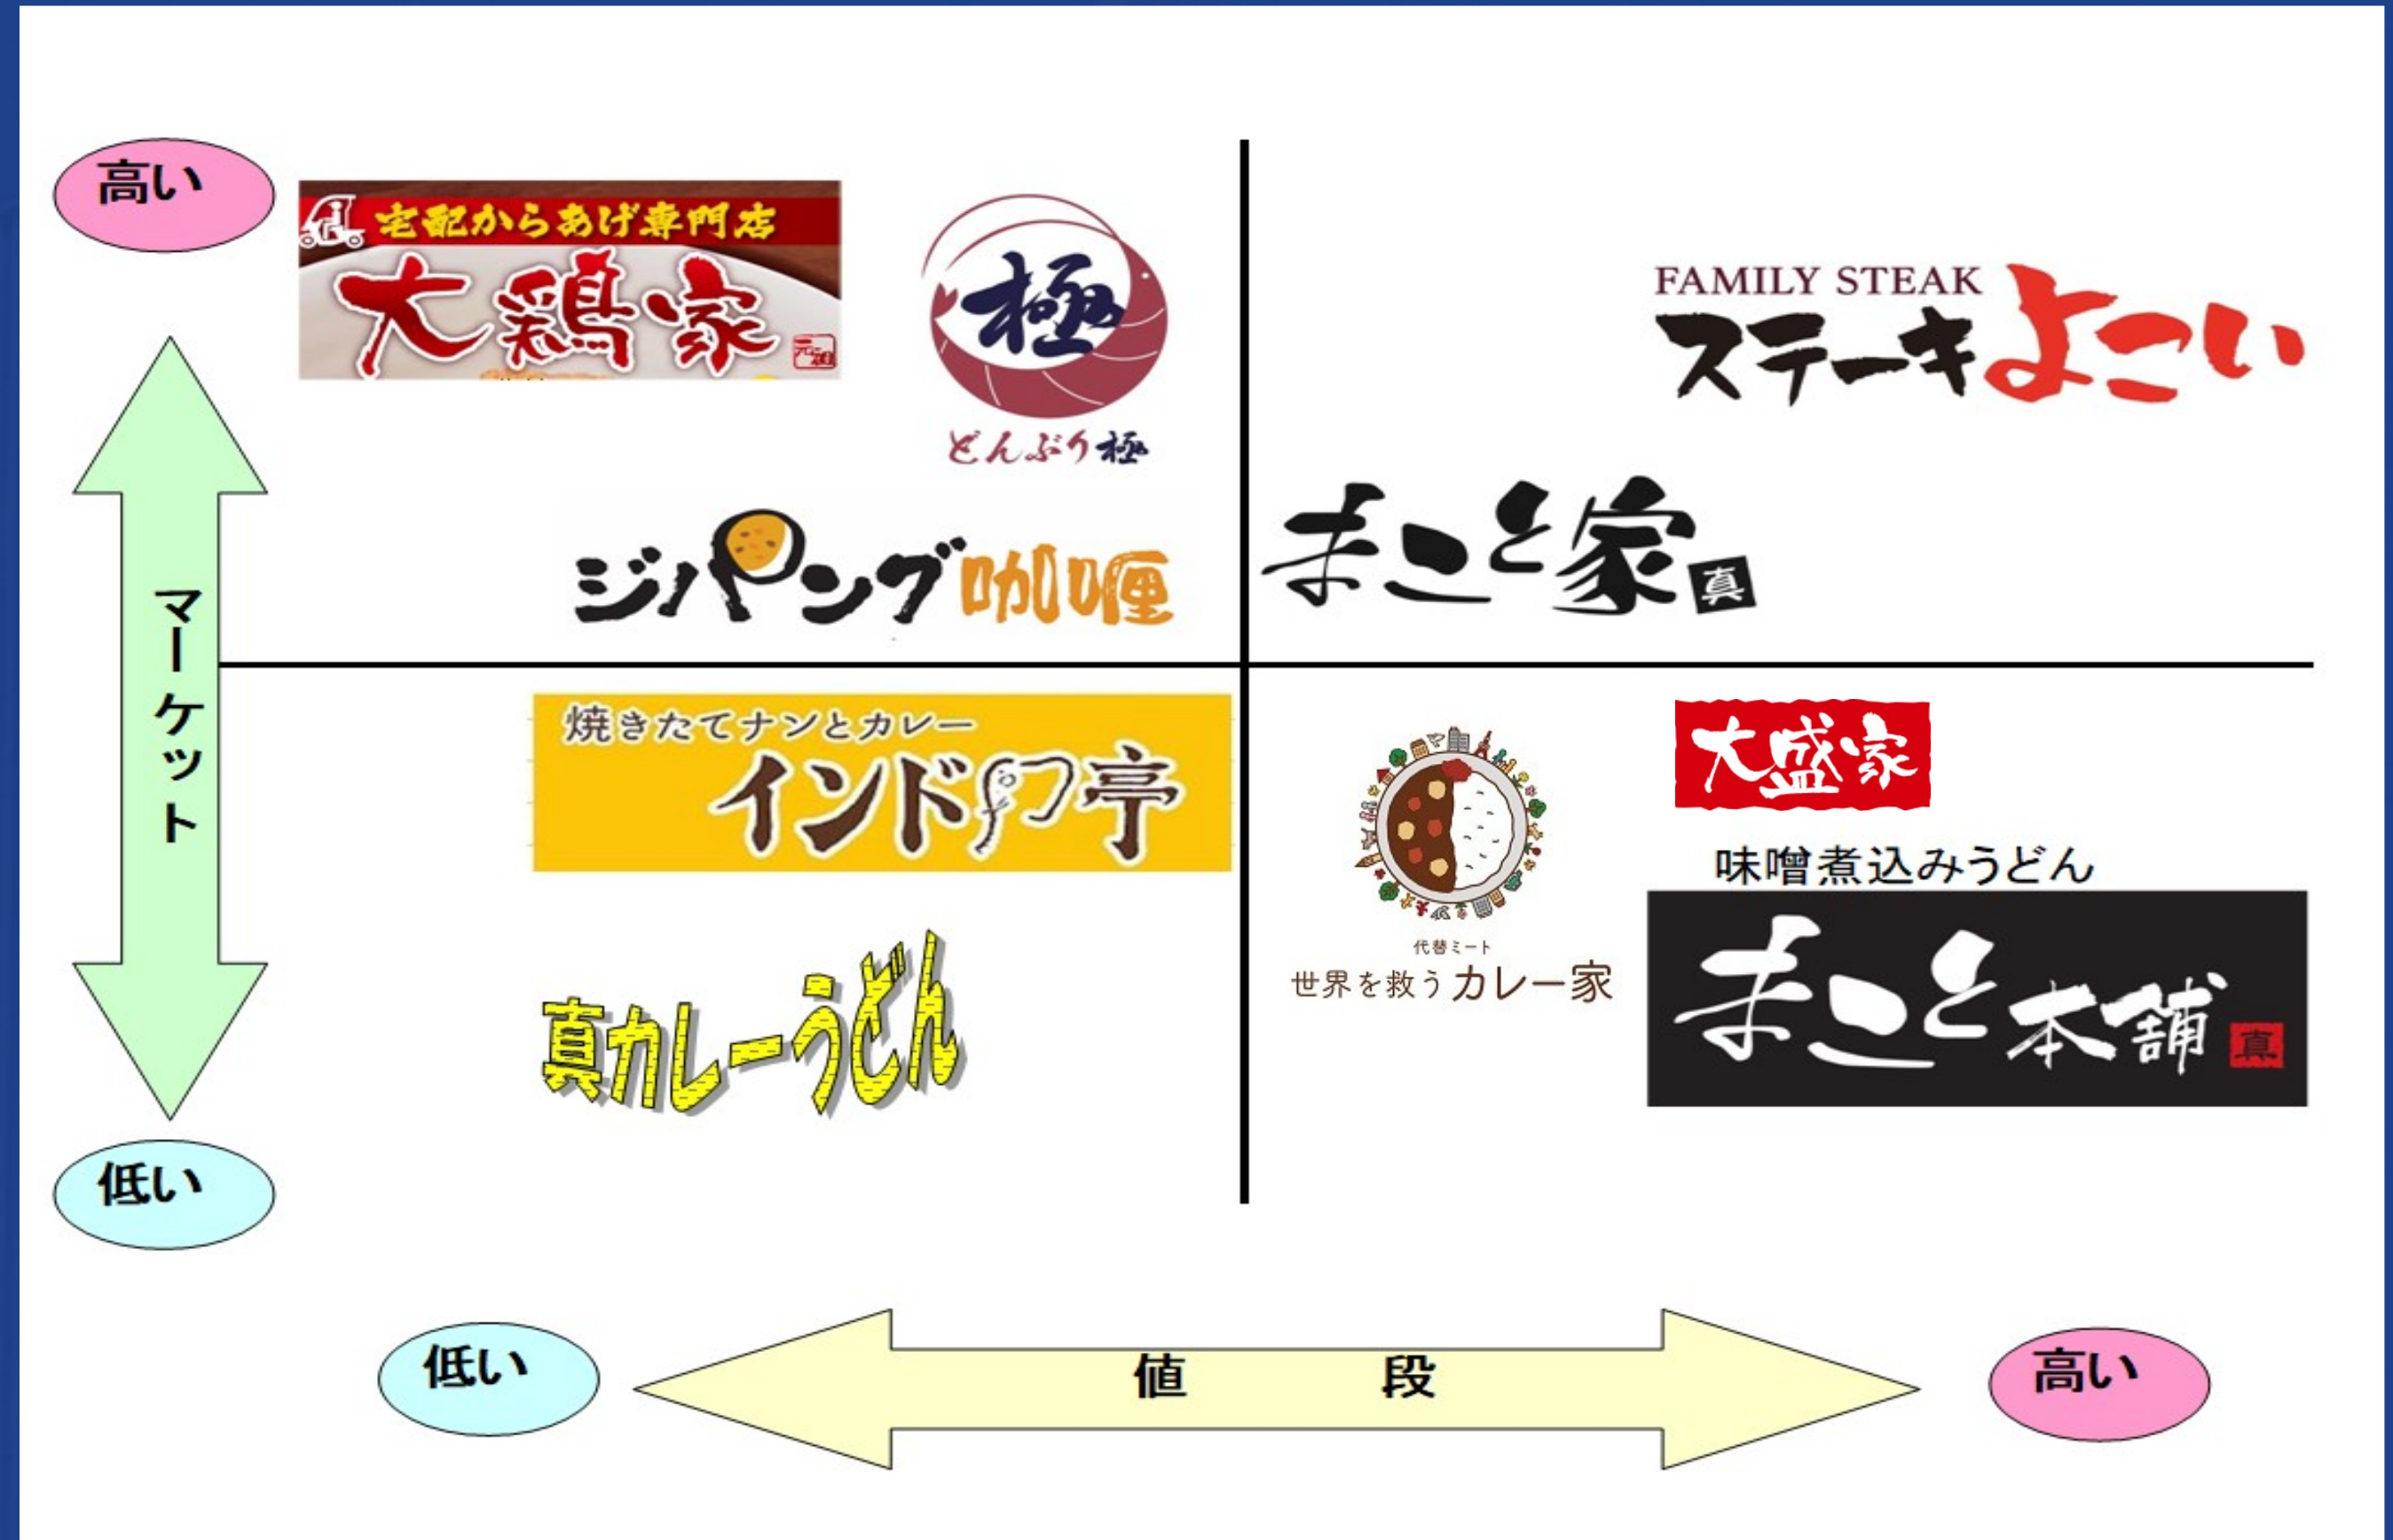 高い
宅配からあげ専門店
大鶏家
元祖
極
どんぶり極
FAMILY STEAK
ステーキよこい
ジパング咖喱
まこと家
真
マーケット
焼きたてナンとカレー
インド亭
大盛家
味噌煮込みうどん
代替ミート
世界を救うカレー家
まこと本舗
真
真カレーうどん
低い
低い
値段
高い